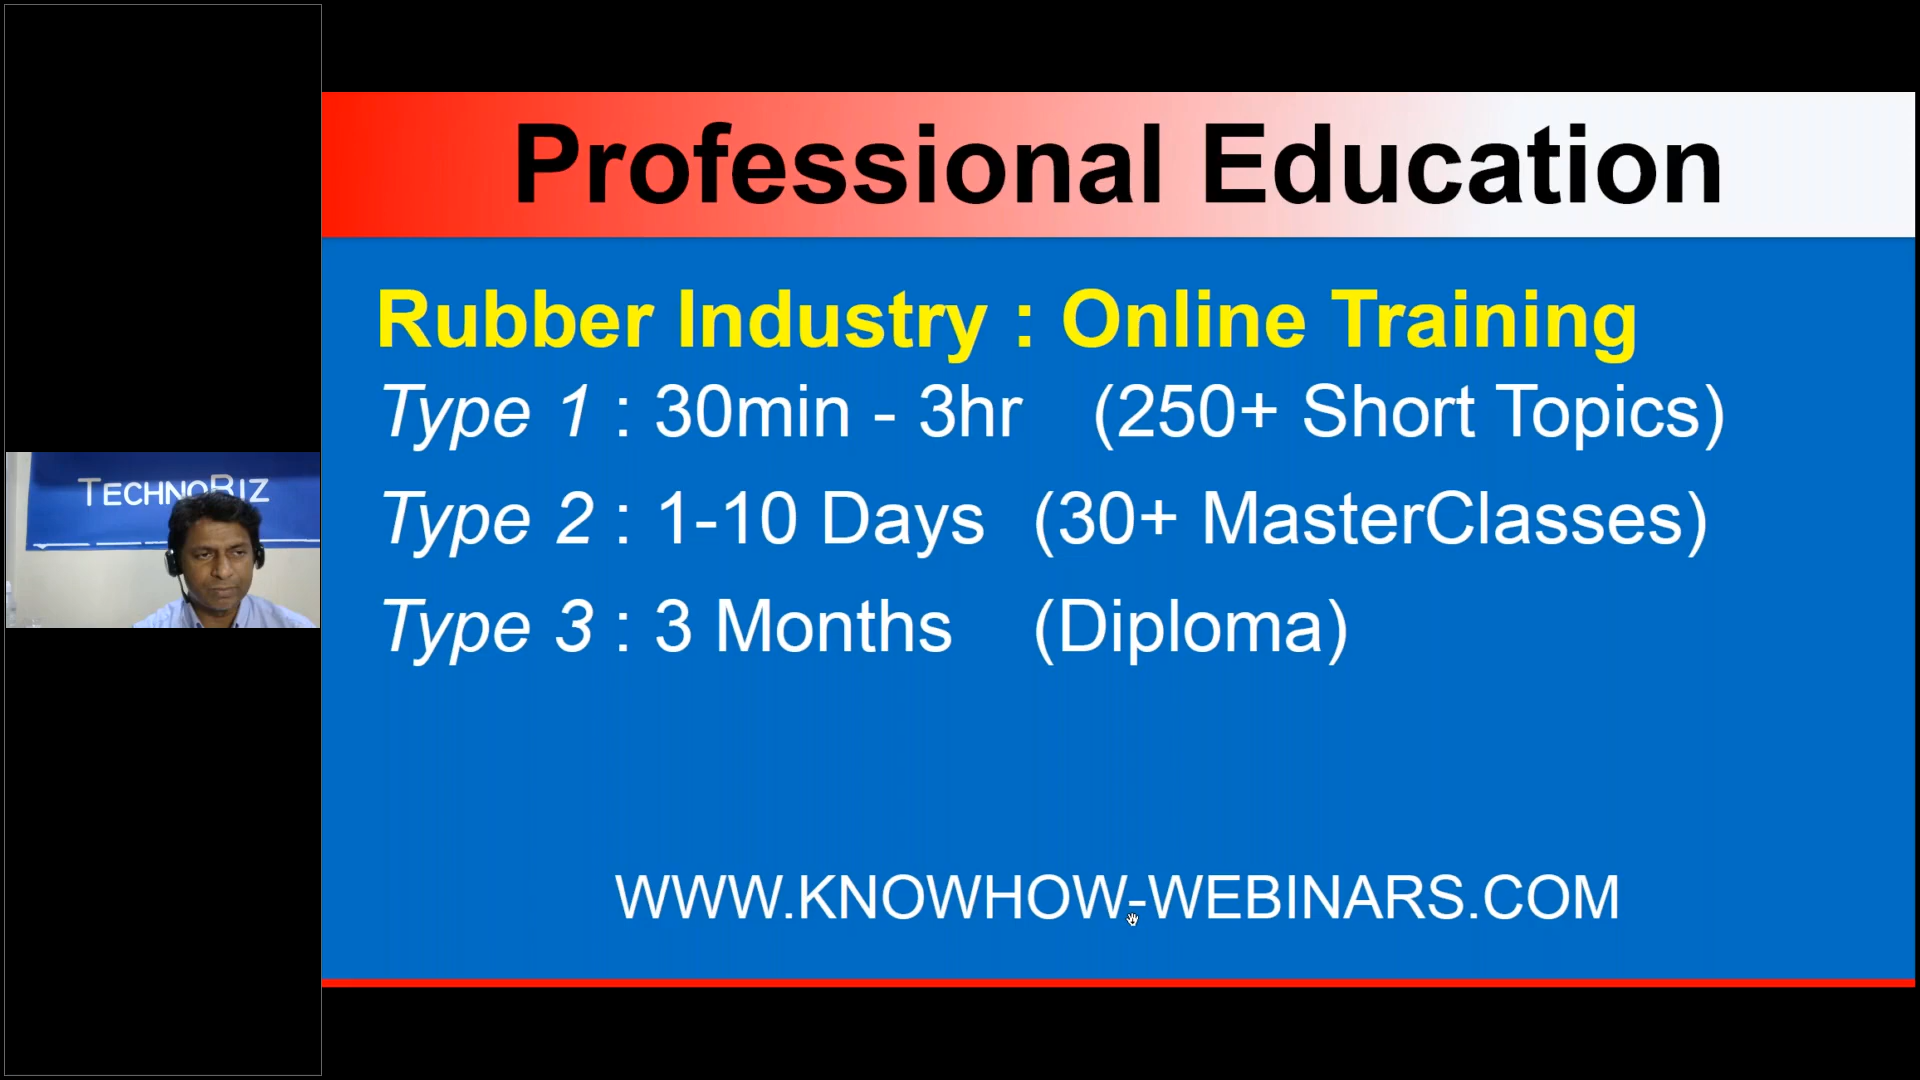 Professional Education
Rubber Industry : Online Training
Type 1 : 30min - 3hr (250+ Short Topics)
TECHNOBIZ
Type 2 : 1-10 Days (30+ MasterClasses)
Type 3 : 3 Months (Diploma)
WWW.KNOWHOW-WEBINARS.COM